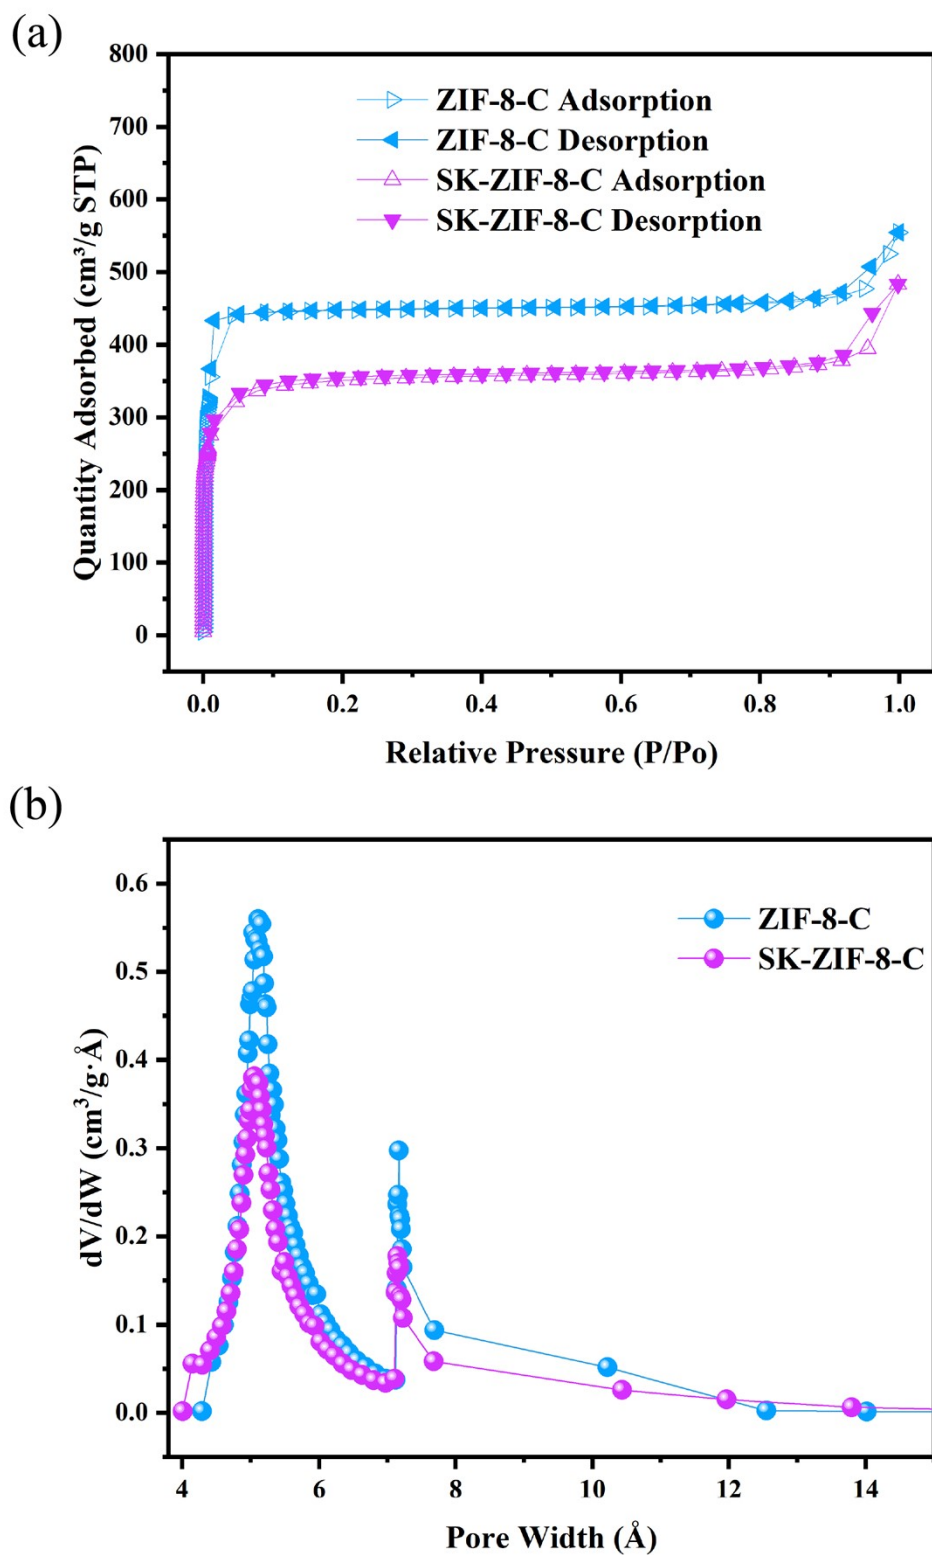 (a)
800
700
600
500
400
300
200
100
0
Quantity Adsorbed (cm³/g STP)
ZIF-8-C Adsorption
ZIF-8-C Desorption
SK-ZIF-8-C Adsorption
SK-ZIF-8-C Desorption
0.0 0.2 0.4 0.6 0.8 1.0
Relative Pressure (P/Po)
(b)
0.6
0.5
0.4
0.3
0.2
0.1
0.0
dV/dW (cm³/g·Å)
ZIF-8-C
SK-ZIF-8-C
4 6 8 10 12 14
Pore Width (Å)